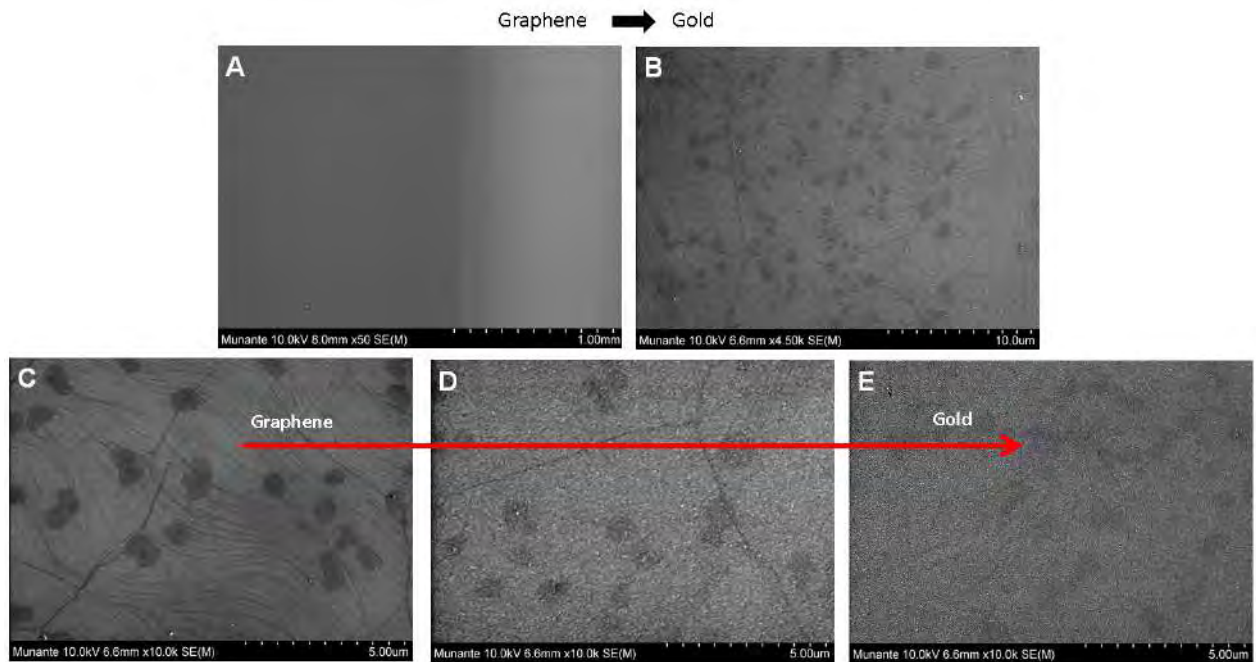 Graphene Gold
A
Munante 10.0kV 8.0mm x50 SE(M) 1.00mm
B
Munante 10.0kV 6.6mm x4.50k SE(M) 10.0um
C
Graphene
Munante 10.0kV 6.6mm x10.0k SE(M) 5.00um
D
Munante 10.0kV 6.6mm x10.0k SE(M) 5.00um
E
Gold
Munante 10.0kV 6.6mm x10.0k SE(M) 5.00um